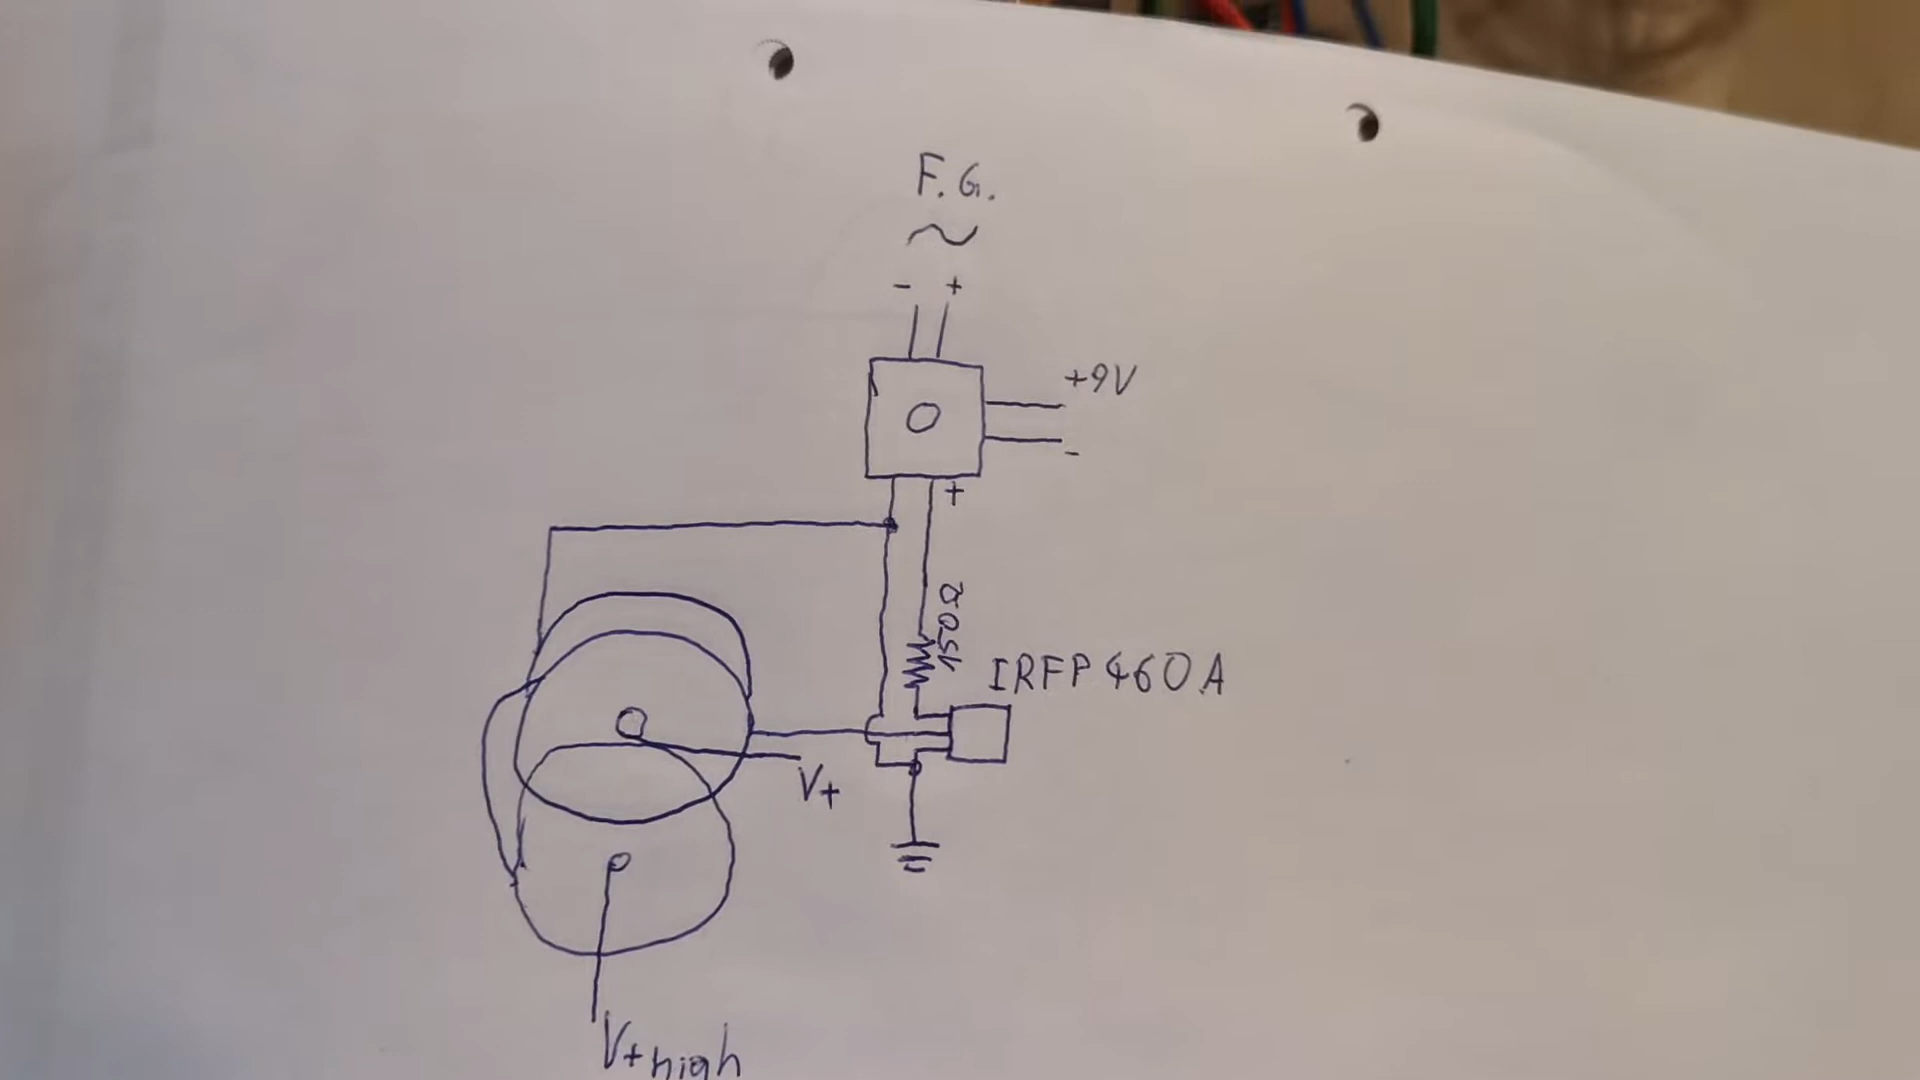 F.G.
~
- +
+9V
-
+
150Ω
IRFP460A
V+
V+high